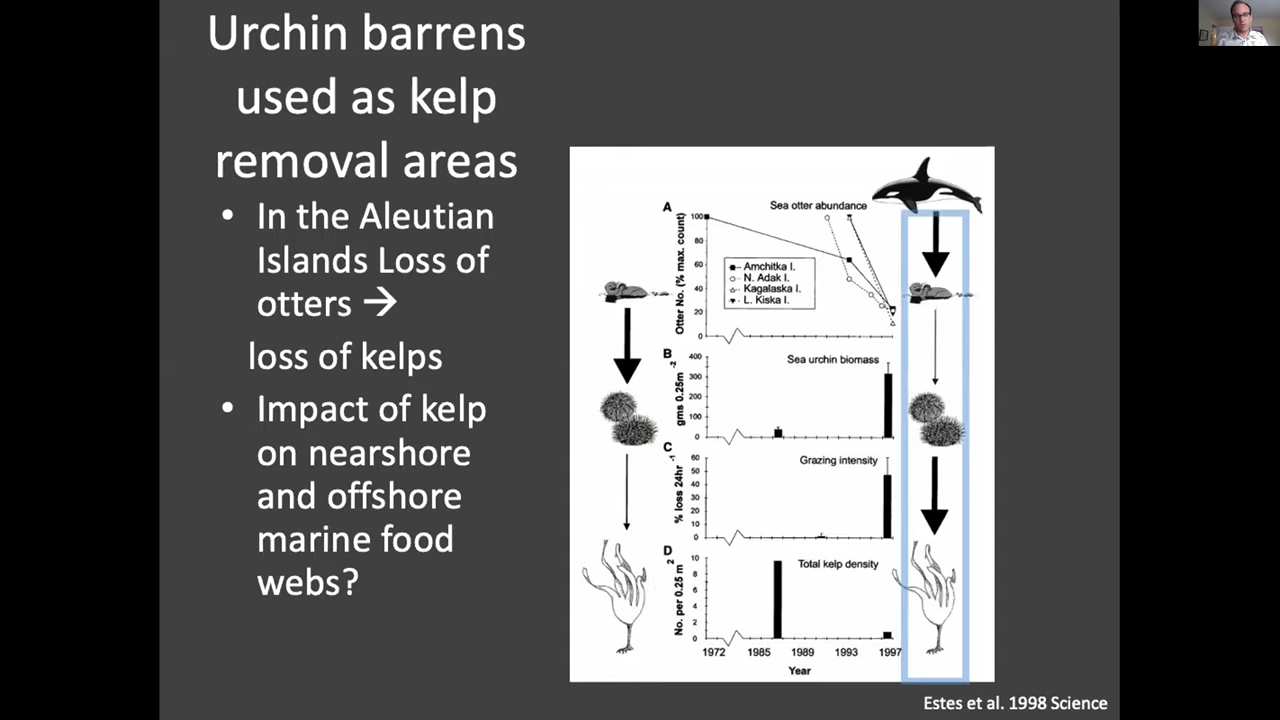 Urchin barrens
used as kelp
removal areas
• In the Aleutian
Islands Loss of
otters →
loss of kelps
• Impact of kelp
on nearshore
and offshore
marine food
webs?
A
Sea otter abundance
Otter No. (% max. count)
100
80
60
40
20
0
Amchitka I.
N. Adak I.
Kagalaska I.
L. Kiska I.
B
Sea urchin biomass
gms 0.25m⁻²
400
300
200
100
0
C
Grazing intensity
% loss 24hr⁻¹
60
50
40
30
20
10
0
D
Total kelp density
No. per 0.25 m²
10
8
6
4
2
0
1972 1985 1989 1993 1997
Year
Estes et al. 1998 Science